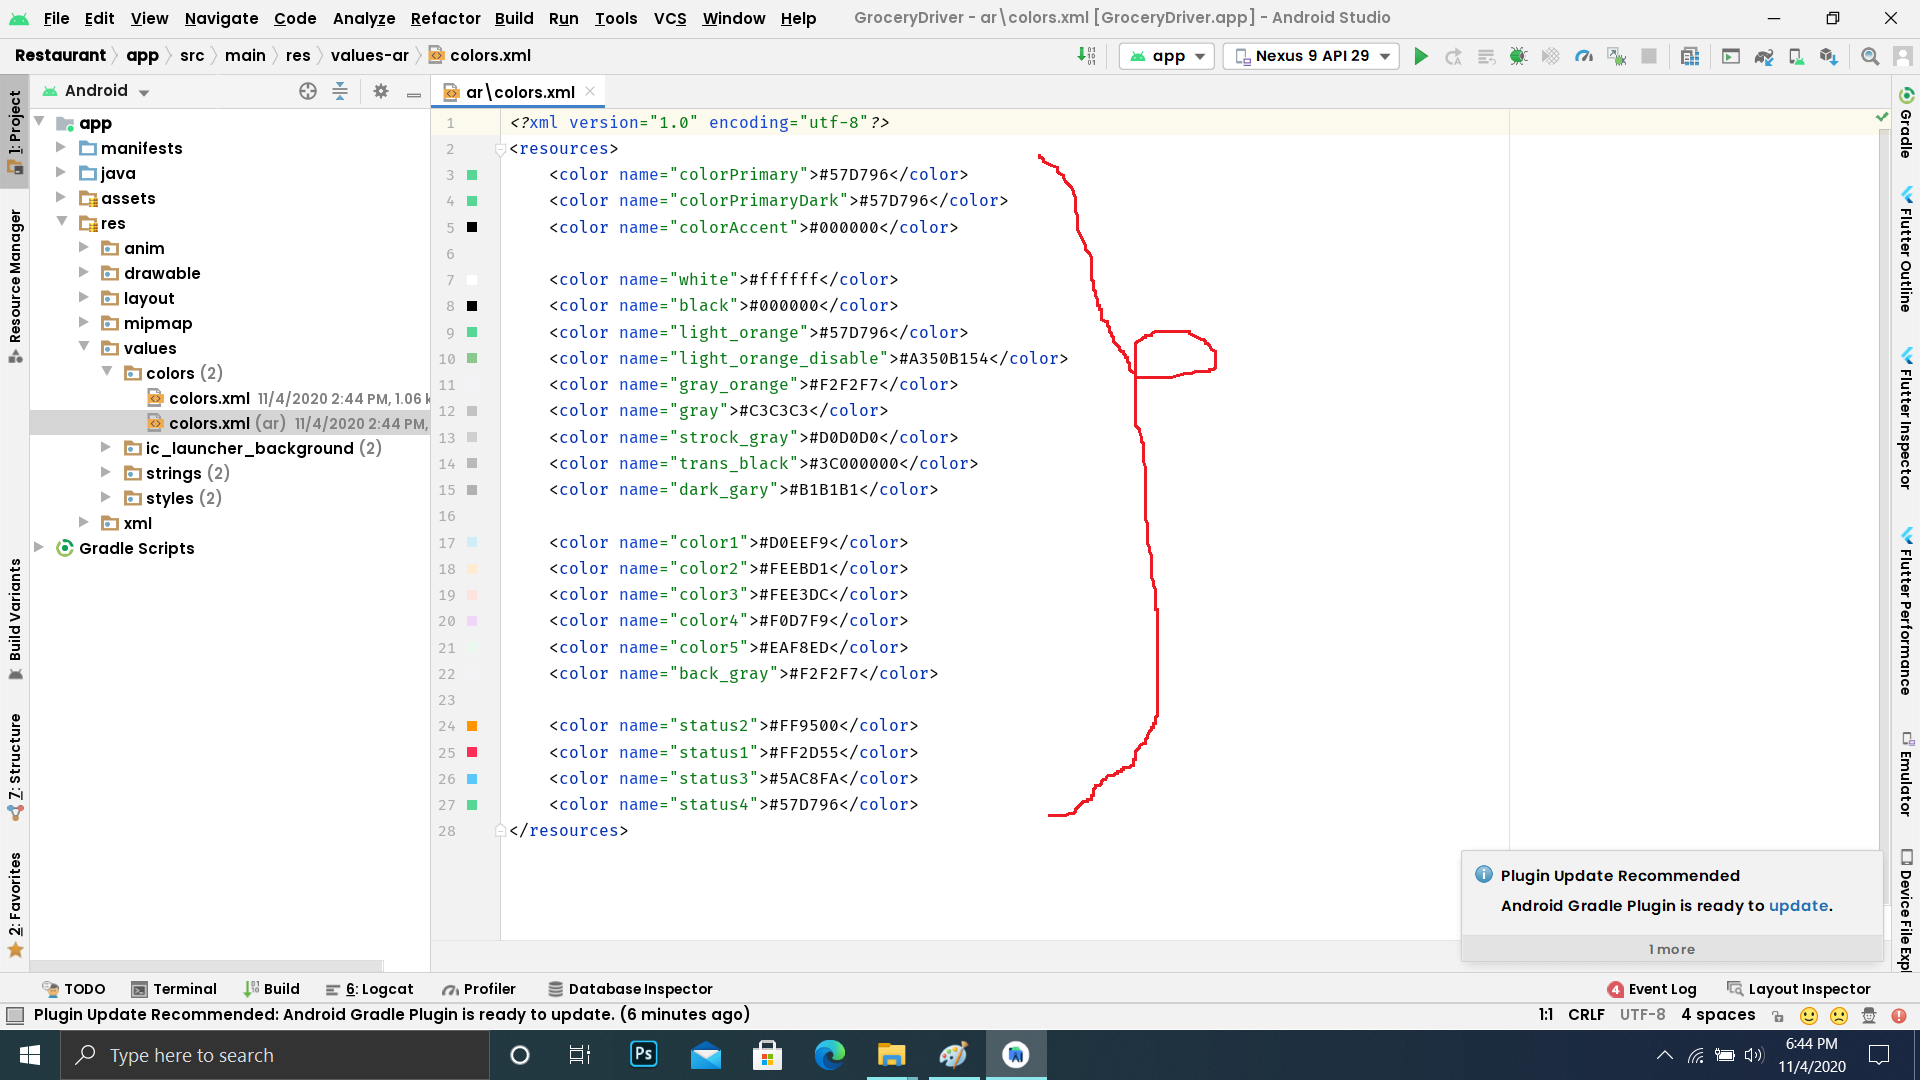 File Edit View Navigate Code Analyze Refactor Build Run Tools VCS Window Help GroceryDriver - ar\colors.xml [GroceryDriver.app] - Android Studio
Restaurant app src main res values-ar colors.xml app Nexus 9 API 29
Android
ar\colors.xml
1: Project
Resource Manager
Build Variants
7: Structure
2: Favorites
app
manifests
java
assets
res
anim
drawable
layout
mipmap
values
colors (2)
colors.xml 11/4/2020 2:44 PM, 1.06 k
colors.xml (ar) 11/4/2020 2:44 PM,
ic_launcher_background (2)
strings (2)
styles (2)
xml
Gradle Scripts
1 <?xml version="1.0" encoding="utf-8"?>
2 <resources>
3 <color name="colorPrimary">#57D796</color>
4 <color name="colorPrimaryDark">#57D796</color>
5 <color name="colorAccent">#000000</color>
6
7 <color name="white">#ffffff</color>
8 <color name="black">#000000</color>
9 <color name="light_orange">#57D796</color>
10 <color name="light_orange_disable">#A350B154</color>
11 <color name="gray_orange">#F2F2F7</color>
12 <color name="gray">#C3C3C3</color>
13 <color name="strock_gray">#D0D0D0</color>
14 <color name="trans_black">#3C000000</color>
15 <color name="dark_gary">#B1B1B1</color>
16
17 <color name="color1">#D0EEF9</color>
18 <color name="color2">#FEEBD1</color>
19 <color name="color3">#FEE3DC</color>
20 <color name="color4">#F0D7F9</color>
21 <color name="color5">#EAF8ED</color>
22 <color name="back_gray">#F2F2F7</color>
23
24 <color name="status2">#FF9500</color>
25 <color name="status1">#FF2D55</color>
26 <color name="status3">#5AC8FA</color>
27 <color name="status4">#57D796</color>
28 </resources>
Gradle
Flutter Outline
Flutter Inspector
Flutter Performance
Emulator
Device File Expl
Plugin Update Recommended
Android Gradle Plugin is ready to update.
1 more
TODO Terminal Build 6: Logcat Profiler Database Inspector 4 Event Log Layout Inspector
Plugin Update Recommended: Android Gradle Plugin is ready to update. (6 minutes ago) 1:1 CRLF UTF-8 4 spaces
Type here to search
Ps
6:44 PM
11/4/2020